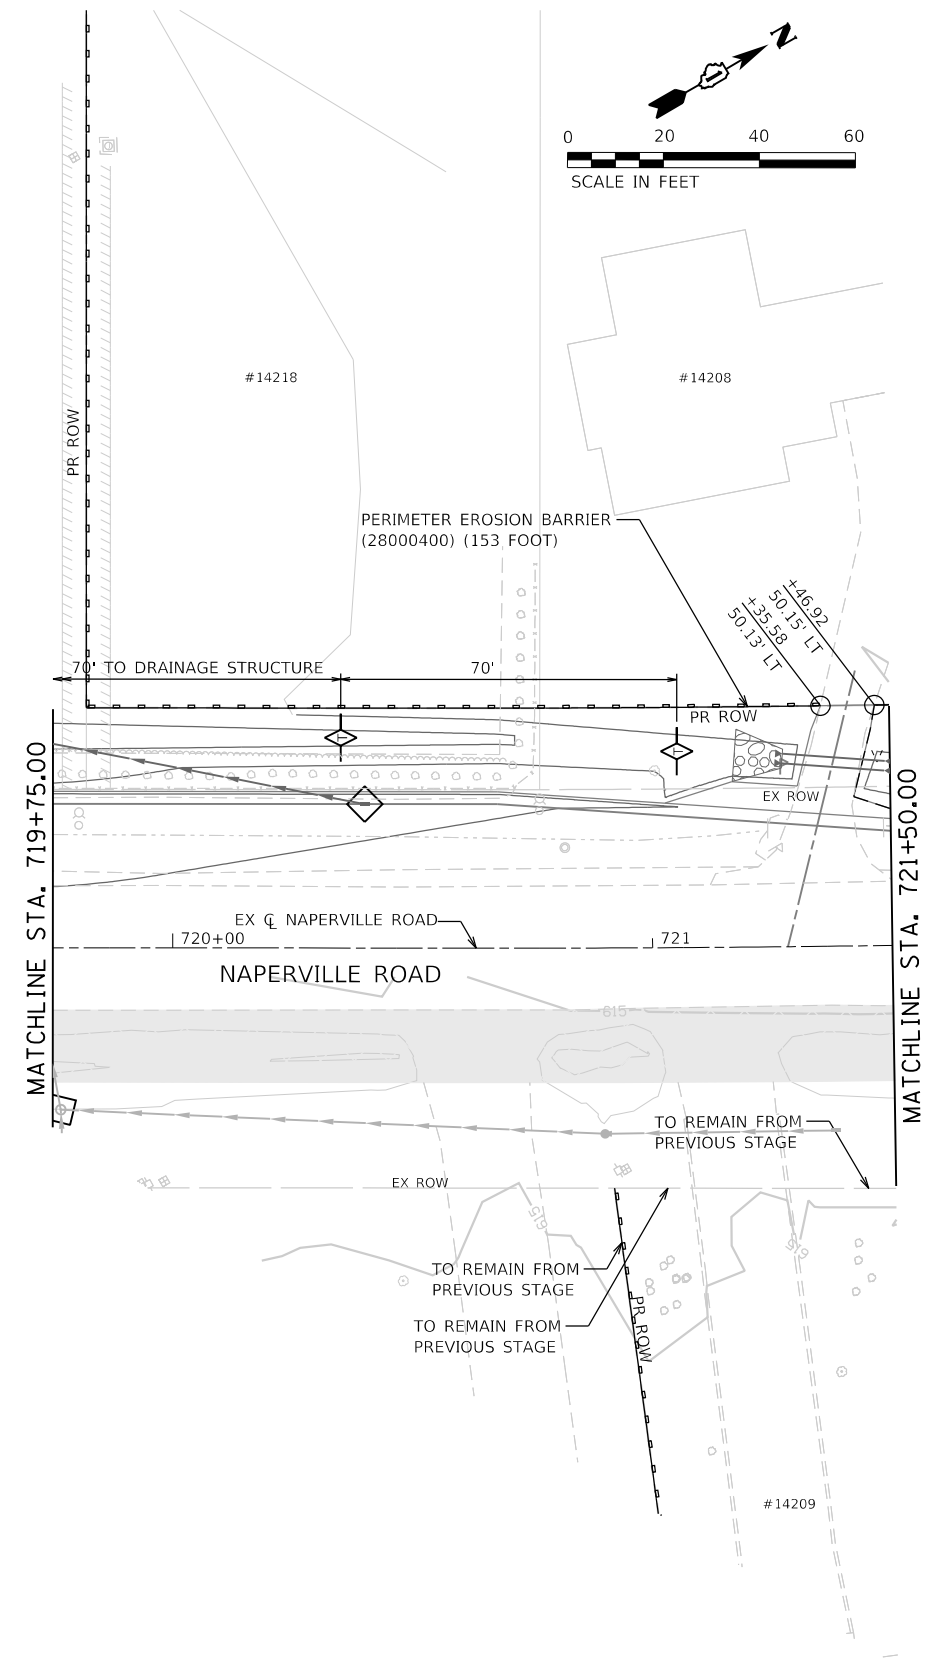 N
0 20 40 60
SCALE IN FEET
#14218
#14208
PR ROW
PERIMETER EROSION BARRIER
(28000400) (153 FOOT)
+46.92
50.15' LT
+35.58
50.13' LT
70' TO DRAINAGE STRUCTURE
70'
PR ROW
T
T
EX ROW
MATCHLINE STA. 719+75.00
MATCHLINE STA. 721+50.00
EX ℄ NAPERVILLE ROAD
720+00
721
NAPERVILLE ROAD
615
TO REMAIN FROM
PREVIOUS STAGE
EX ROW
615
615
TO REMAIN FROM
PREVIOUS STAGE
PR ROW
TO REMAIN FROM
PREVIOUS STAGE
#14209